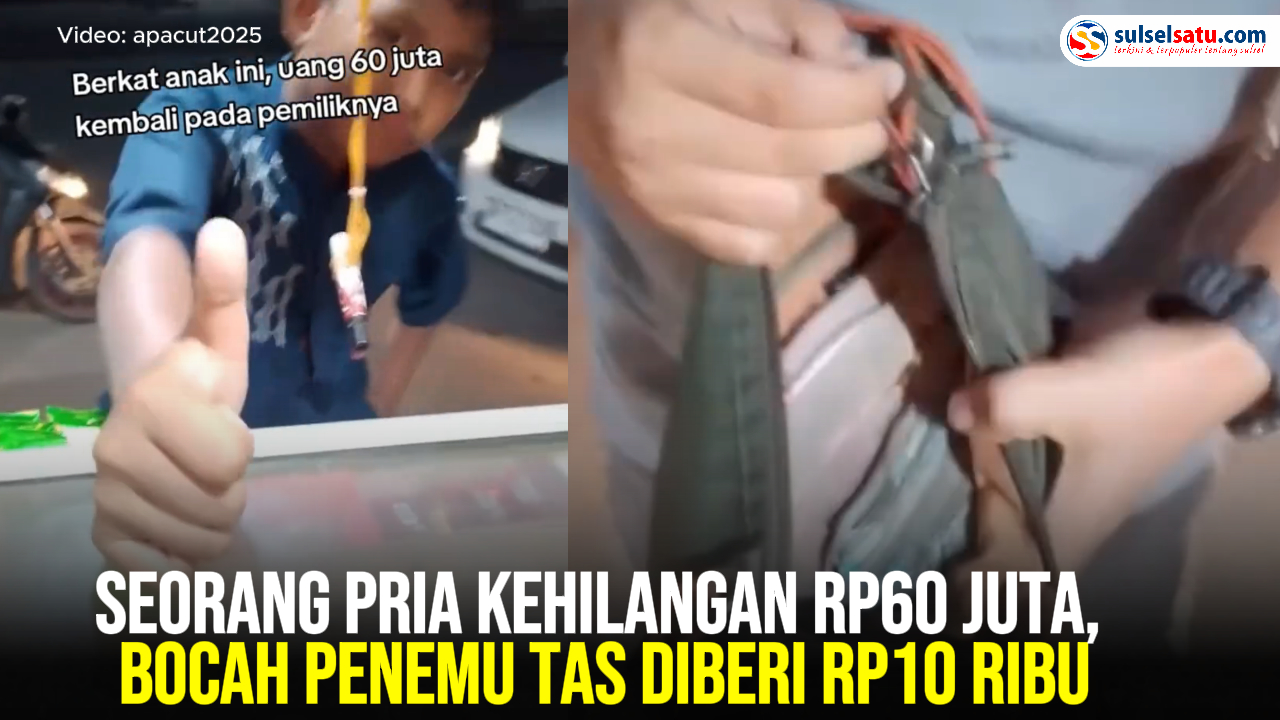 Video: apacut2025
Berkat anak ini, uang 60 juta
kembali pada pemiliknya
sulselsatu.com
terkini & terpopuler tentang sulsel
SEORANG PRIA KEHILANGAN RP60 JUTA,
BOCAH PENEMU TAS DIBERI RP10 RIBU